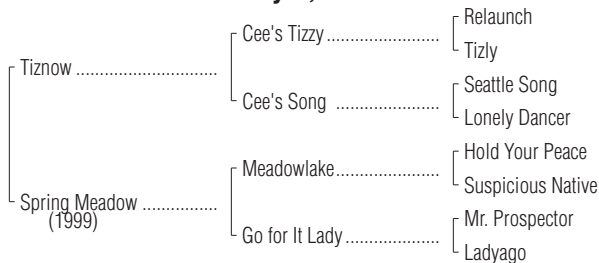 Relaunch
Cee's Tizzy ........................
Tizly
Tiznow ..............................
Seattle Song
Cee's Song ......................
Lonely Dancer
Hold Your Peace
Meadowlake......................
Suspicious Native
Spring Meadow ................
(1999)
Mr. Prospector
Go for It Lady....................
Ladyago